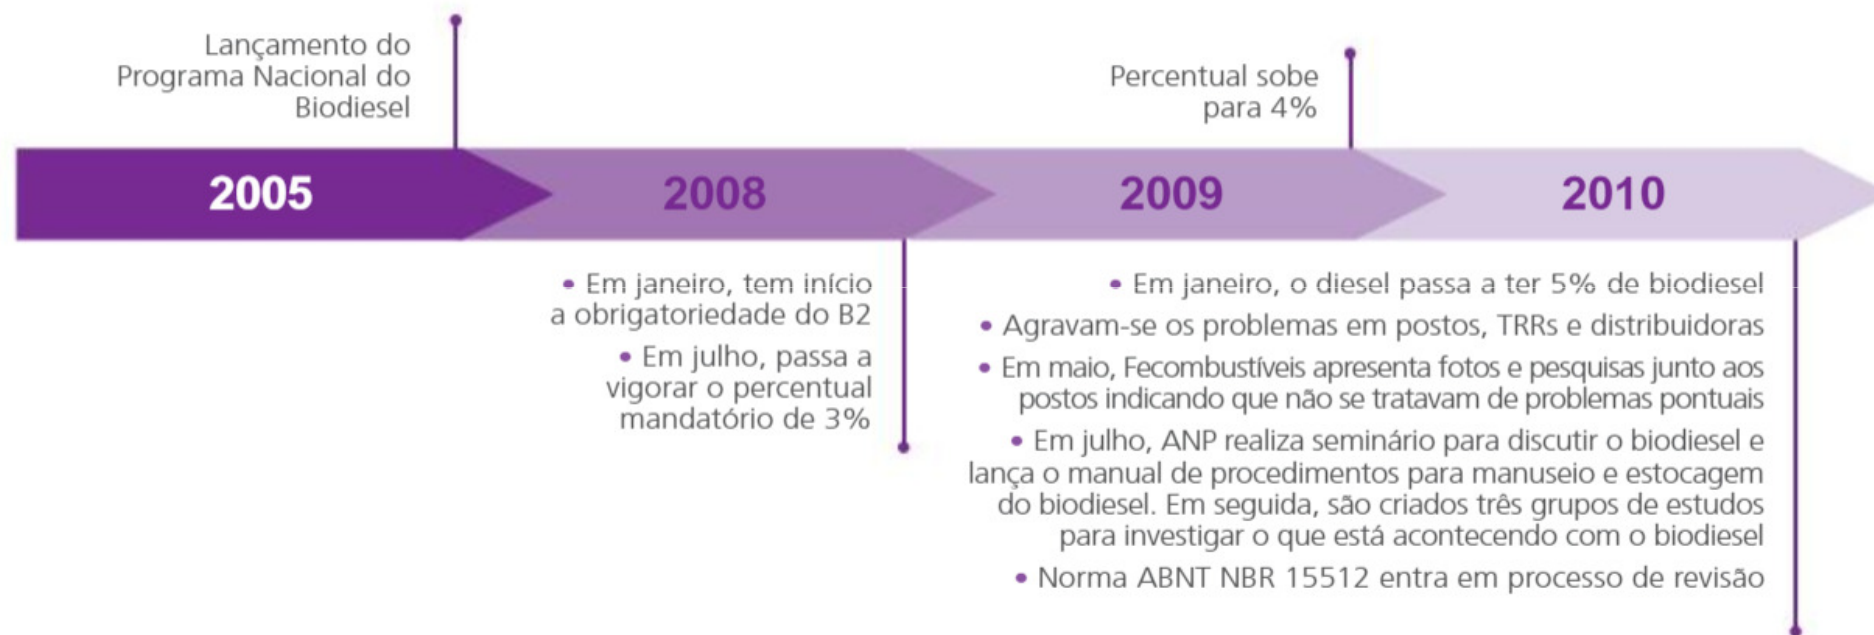 Lançamento do
Programa Nacional do
Biodiesel
Percentual sobe
para 4%
2005
2008
2009
2010
• Em janeiro, tem início
a obrigatoriedade do B2
• Em julho, passa a
vigorar o percentual
mandatório de 3%
• Em janeiro, o diesel passa a ter 5% de biodiesel
• Agravam-se os problemas em postos, TRRs e distribuidoras
• Em maio, Fecombustíveis apresenta fotos e pesquisas junto aos
postos indicando que não se tratavam de problemas pontuais
• Em julho, ANP realiza seminário para discutir o biodiesel e
lança o manual de procedimentos para manuseio e estocagem
do biodiesel. Em seguida, são criados três grupos de estudos
para investigar o que está acontecendo com o biodiesel
• Norma ABNT NBR 15512 entra em processo de revisão